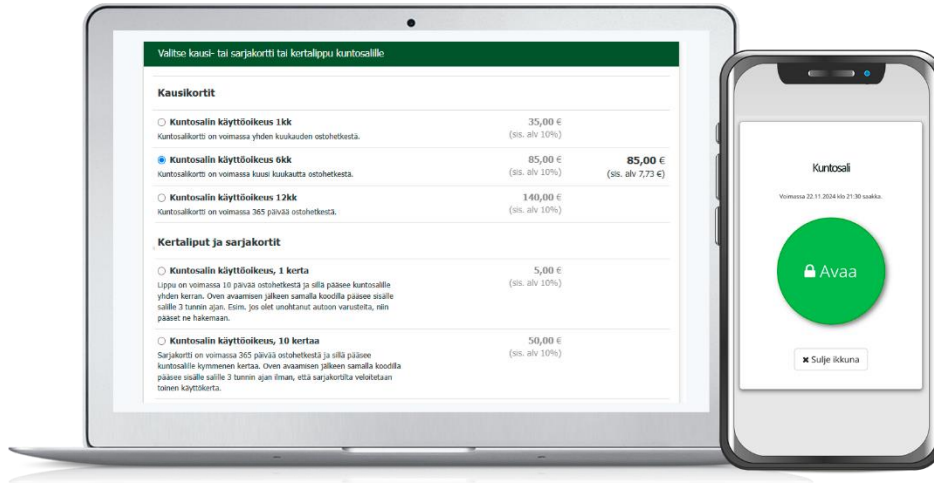 Valitse kausi- tai sarjakortti tai kertalippu kuntosalille
Kausikortit
Kuntosalin käyttöoikeus 1kk
35,00 €
Kuntosalikortti on voimassa yhden kuukauden ostohetkestä.
(sis. alv 10%)
Kuntosalin käyttöoikeus 6kk
85,00 €
85,00 €
Kuntosalikortti on voimassa kuusi kuukautta ostohetkestä.
(sis. alv 10%)
(sis. alv 7,73 €)
Kuntosalin käyttöoikeus 12kk
140,00 €
Kuntosalikortti on voimassa 365 päivää ostohetkestä.
(sis. alv 10%)
Kertaliput ja sarjakortit
Kuntosalin käyttöoikeus, 1 kerta
5,00 €
Lippu on voimassa 10 päivää ostohetkestä ja sillä pääsee kuntosalille
(sis. alv 10%)
yhden kerran. Oven avaamisen jälkeen samalla koodilla pääsee sisälle
salille 3 tunnin ajan. Esim. jos olet unohtanut autoon varusteita, niin
pääset ne hakemaan.
Kuntosalin käyttöoikeus, 10 kertaa
50,00 €
Sarjakortti on voimassa 365 päivää ostohetkestä ja sillä pääsee
(sis. alv 10%)
kuntosalille kymmenen kertaa. Oven avaamisen jälkeen samalla koodilla
pääsee sisälle salille 3 tunnin ajan ilman, että sarjakortilta veloitetaan
toinen käyttökerta.
Kuntosali
Voimassa 22.11.2024 klo 21:30 saakka.
Avaa
Sulje ikkuna